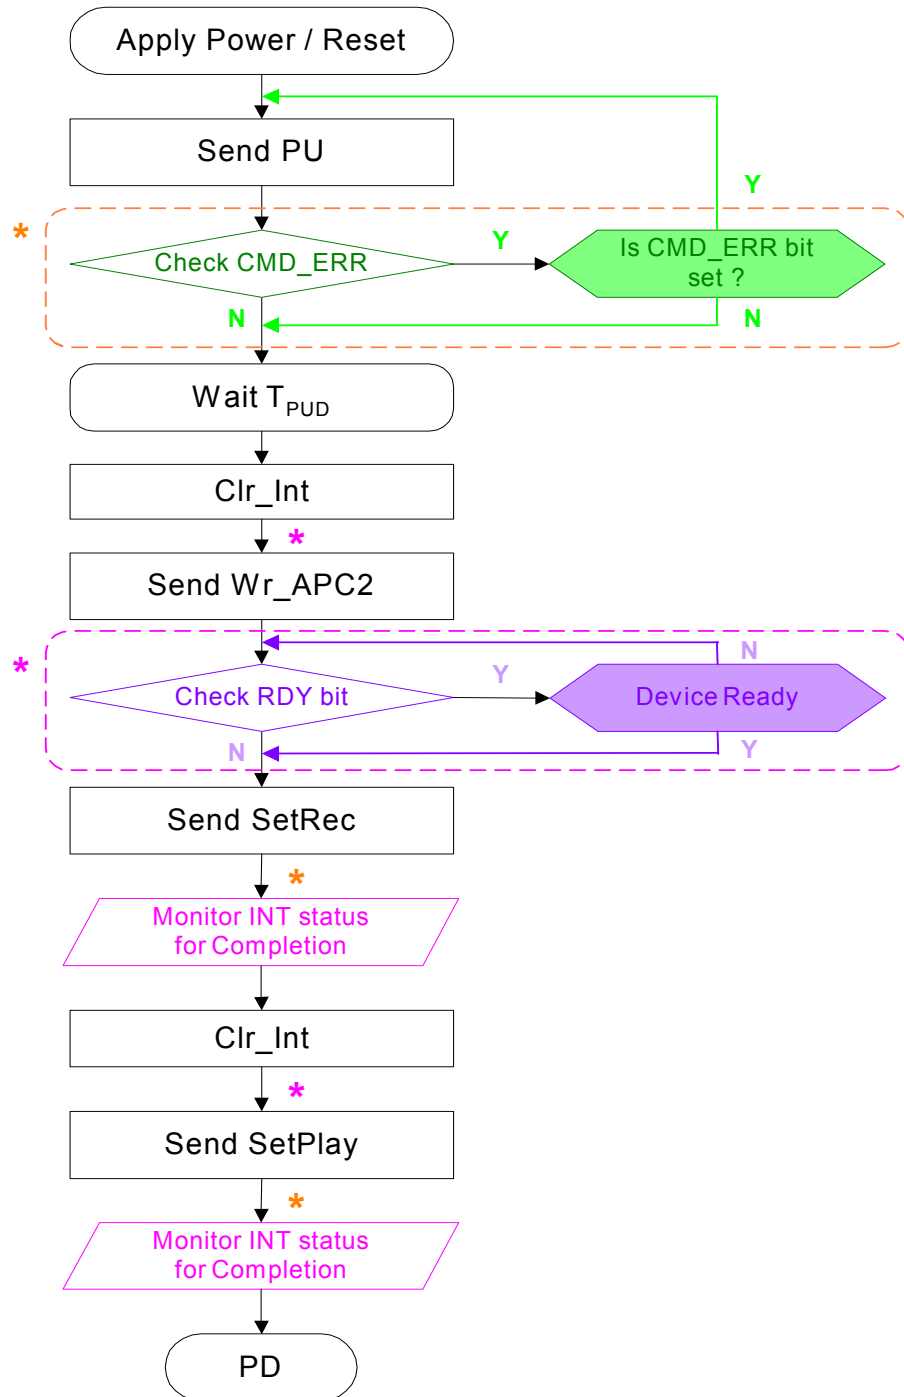 Apply Power / Reset
Send PU
Y
*
Check CMD_ERR
Y
Is CMD_ERR bit
set ?
N
N
Wait TPUD
Clr_Int
*
Send Wr_APC2
*
N
Check RDY bit
Y
Device Ready
N
Y
Send SetRec
*
Monitor INT status
for Completion
Clr_Int
*
Send SetPlay
*
Monitor INT status
for Completion
PD